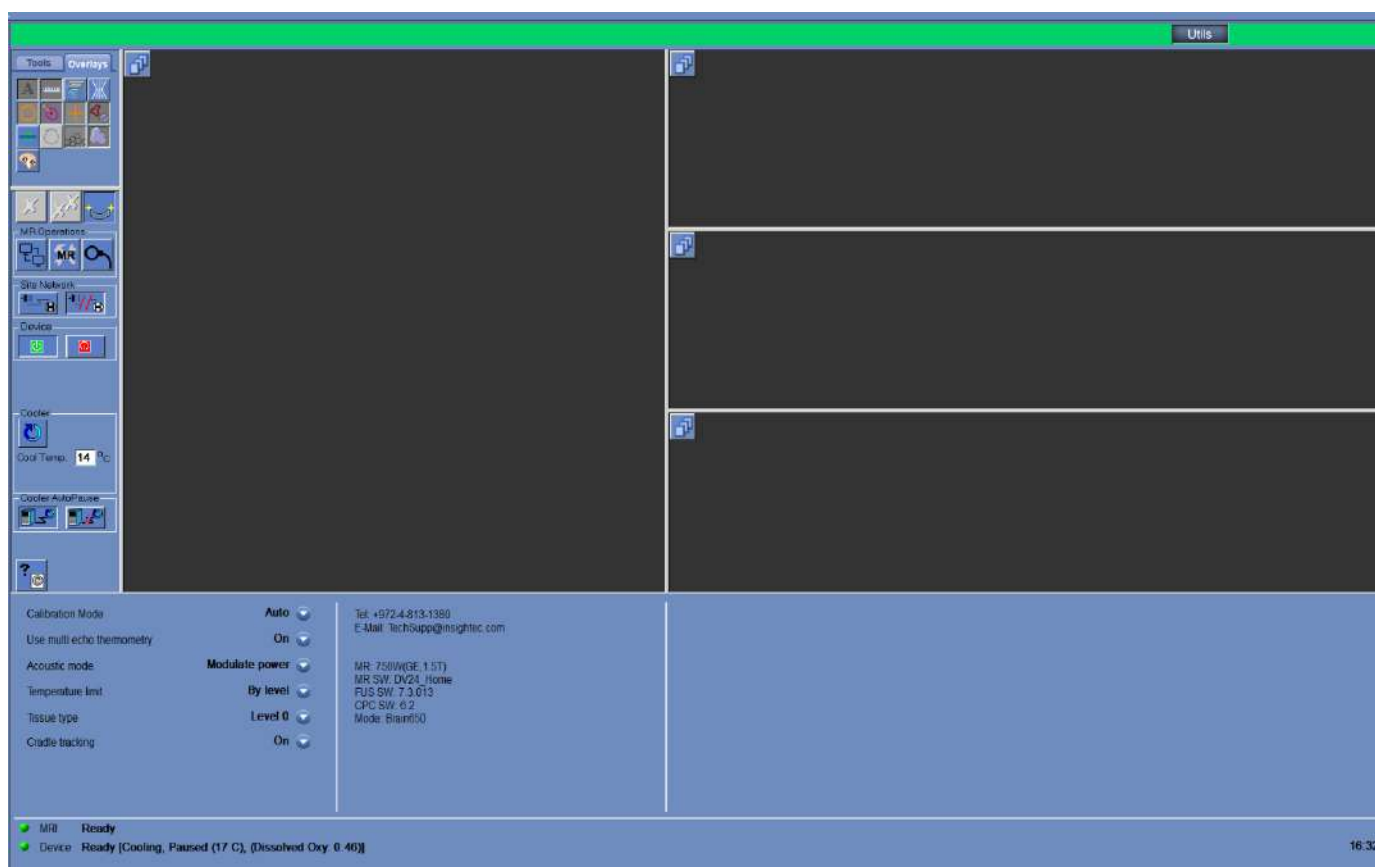 Utils
Tools Overlays
A
MR Operations
MR
Site Network
Device
Cooler
Cool Temp. 14 °C
Cooler AutoPause
?
Calibration Mode Auto
Use multi echo thermometry On
Acoustic mode Modulate power
Temperature limit By level
Tissue type Level 0
Cradle tracking On
Tel: +972-4-813-1380
E-Mail: TechSupp@insightec.com
MR: 750W(GE,1.5T)
MR SW: DV24_Home
FUS SW: 7.3.013
CPC SW: 6.2
Mode: Brain650
MRI Ready
Device Ready [Cooling, Paused (17 C), (Dissolved Oxy: 0.46)]
16:32